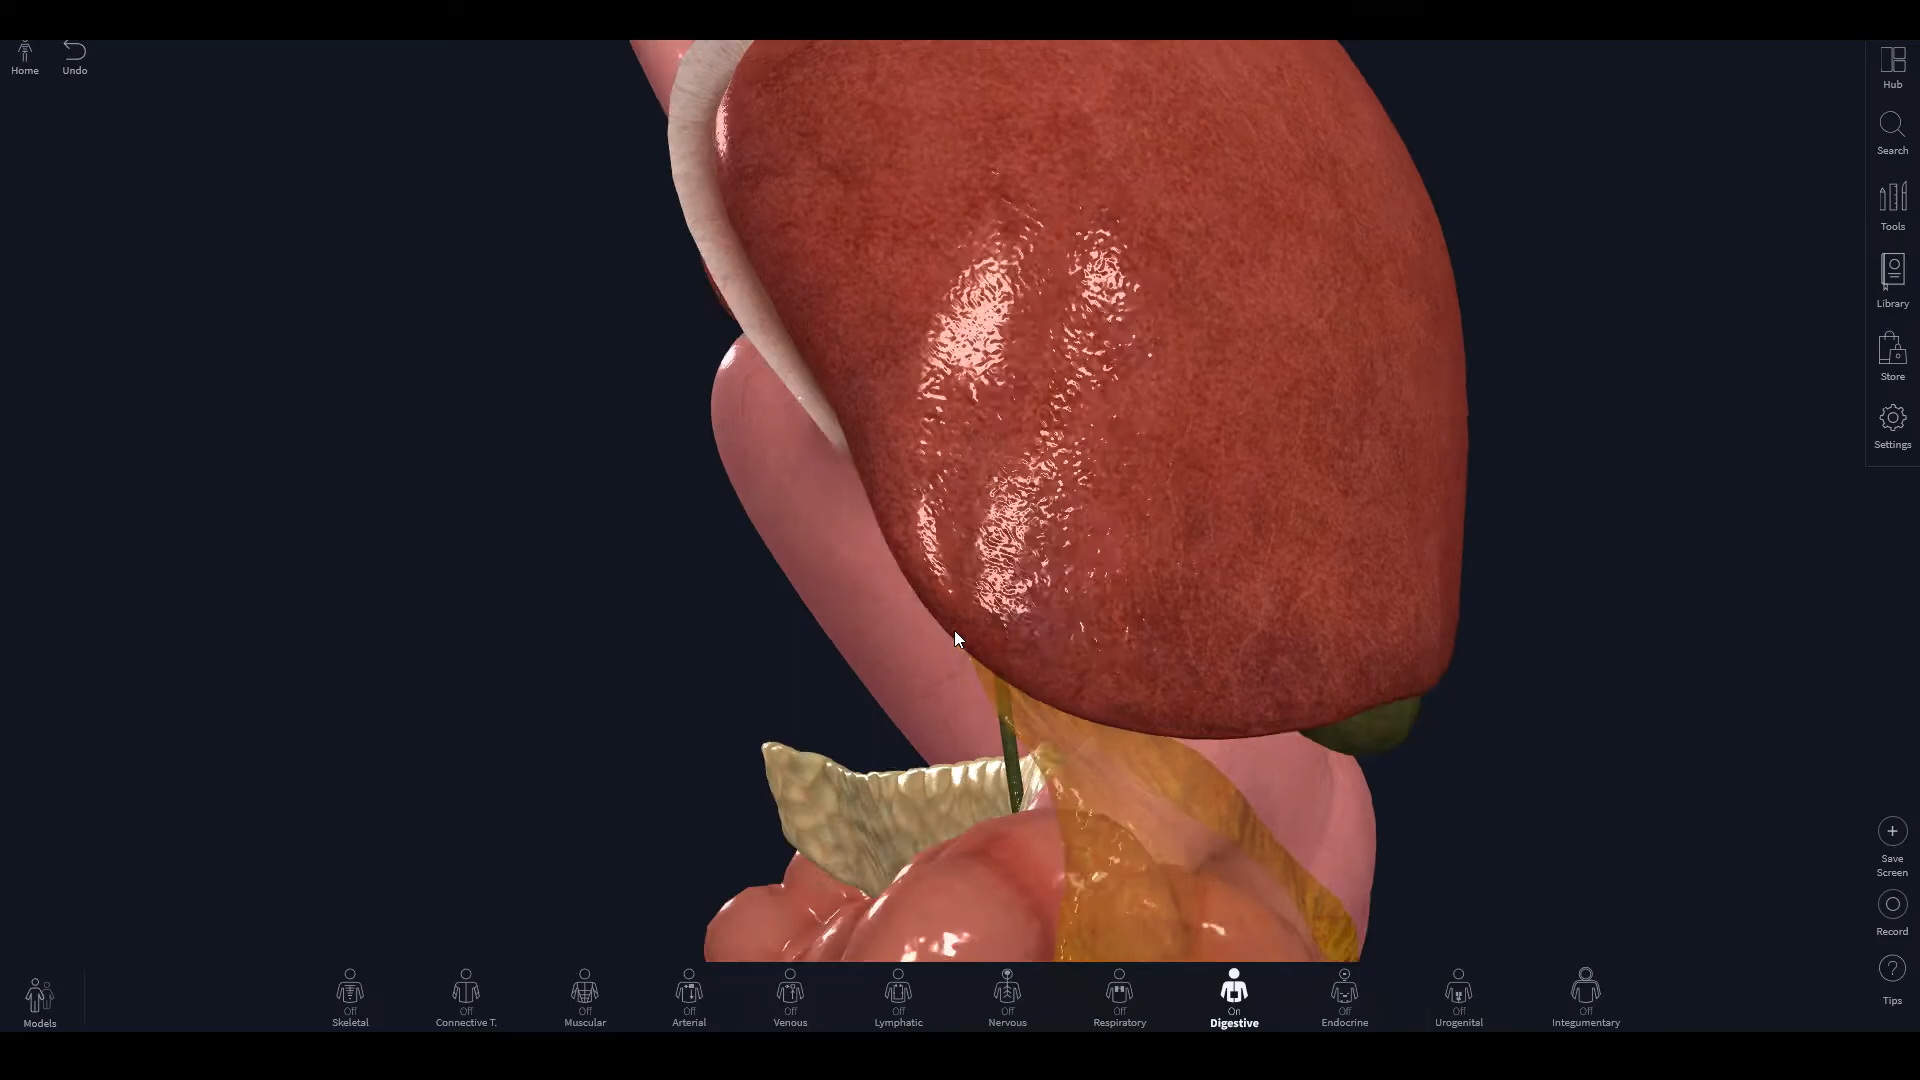 Home
Undo
Hub
Search
Tools
Library
Store
Settings
Save
Screen
Record
?
Tips
Models
Off
Skeletal
Off
Connective T.
Off
Muscular
Off
Arterial
Off
Venous
Off
Lymphatic
Off
Nervous
Off
Respiratory
On
Digestive
Off
Endocrine
Off
Urogenital
Off
Integumentary